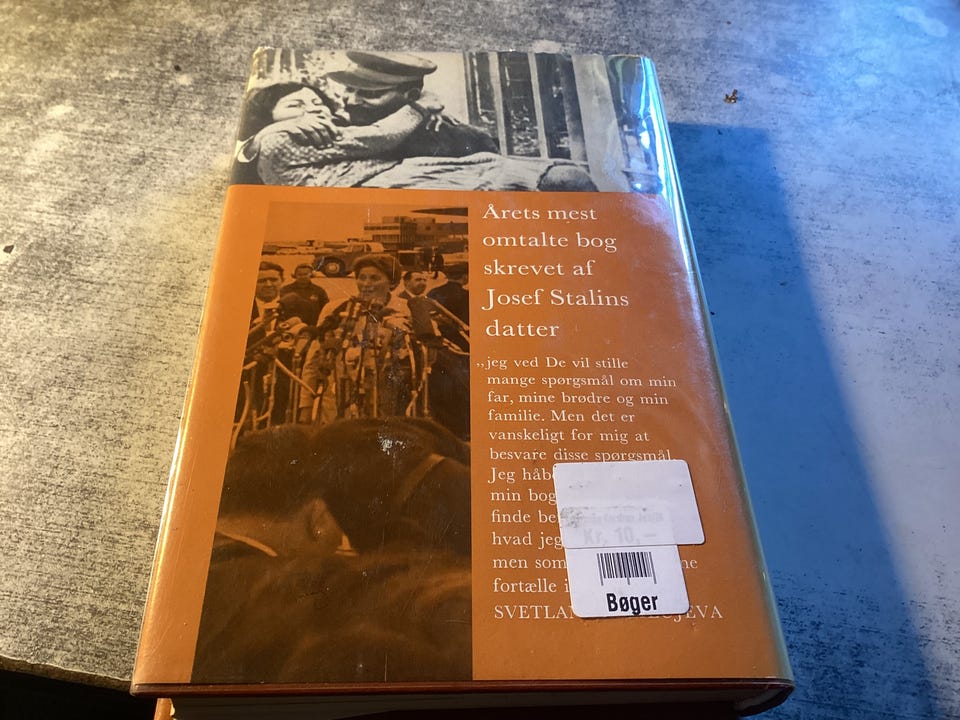 Årets mest
omtalte bog
skrevet af
Josef Stalins
datter
„jeg ved De vil stille
mange spørgsmål om min
far, mine brødre og min
familie. Men det er
vanskeligt for mig at
besvare disse spørgsmål.
Jeg
min bog
finde
hvad jeg
men som
fortælle
Kr. 10,-
Bøger